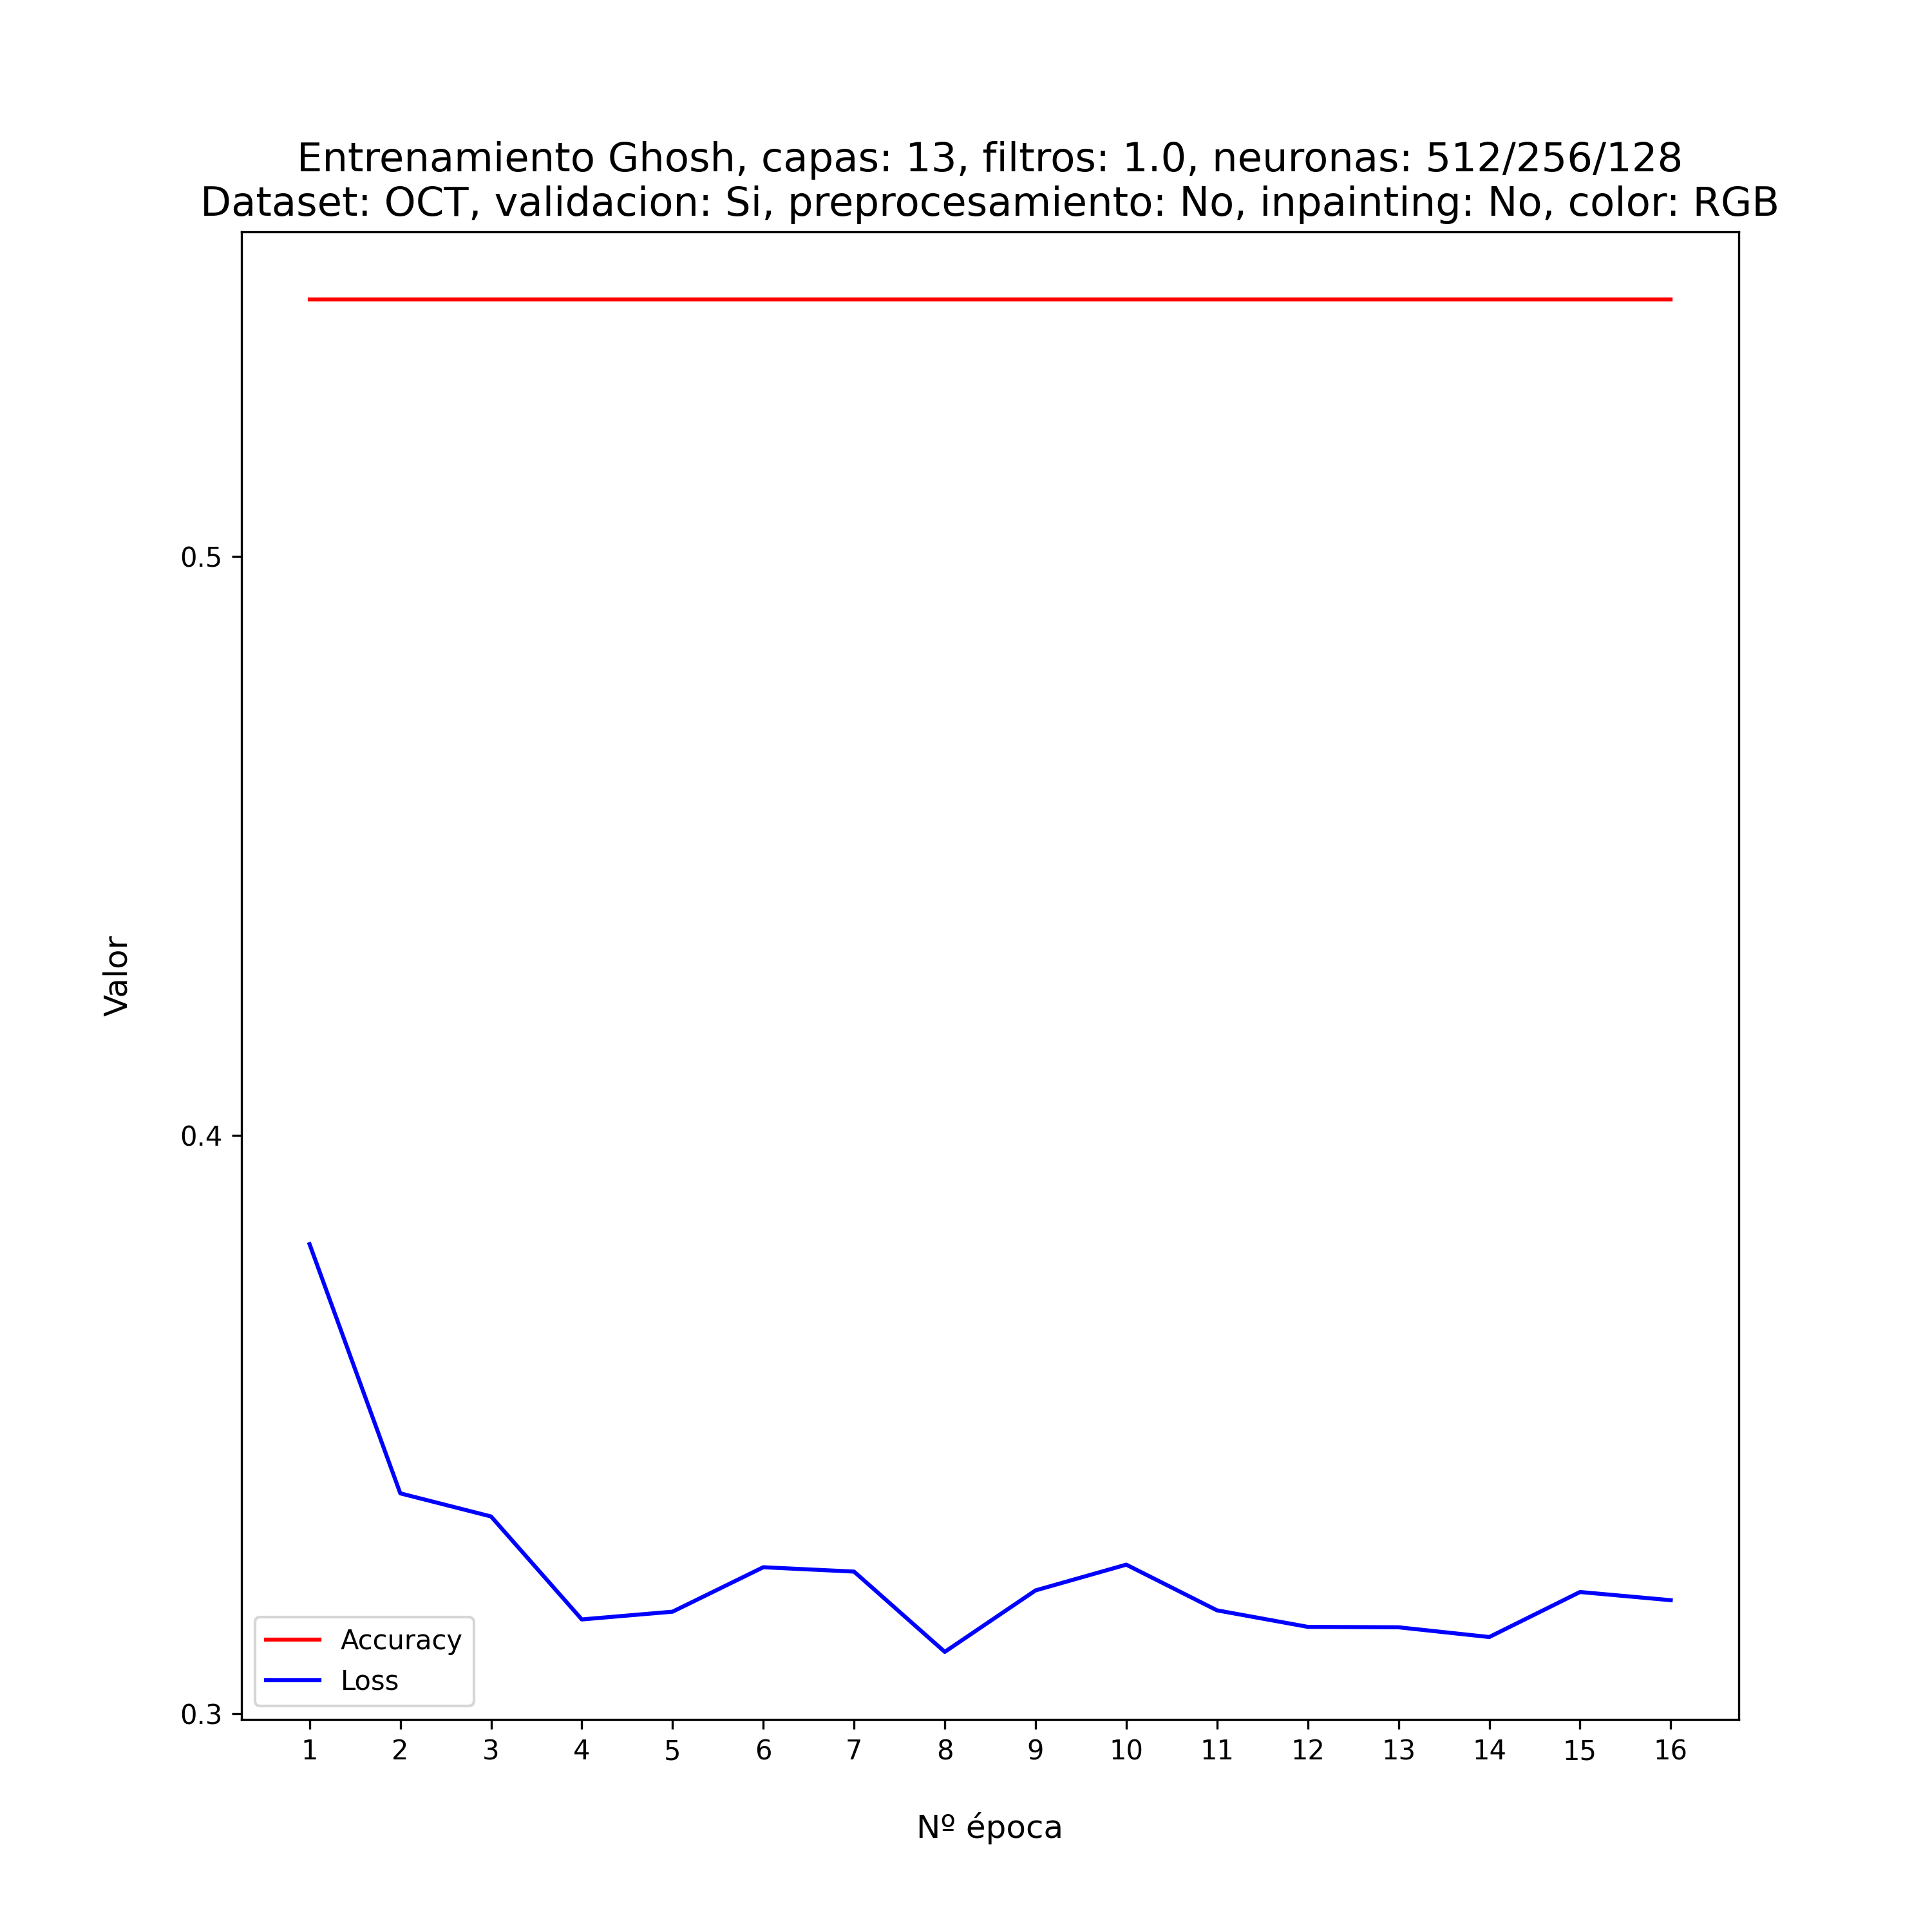 Entrenamiento Ghosh, capas: 13, filtros: 1.0, neuronas: 512/256/128
Dataset: OCT, validacion: Si, preprocesamiento: No, inpainting: No, color: RGB
0.5
0.4
0.3
Valor
Accuracy
Loss
1 2 3 4 5 6 7 8 9 10 11 12 13 14 15 16
Nº época